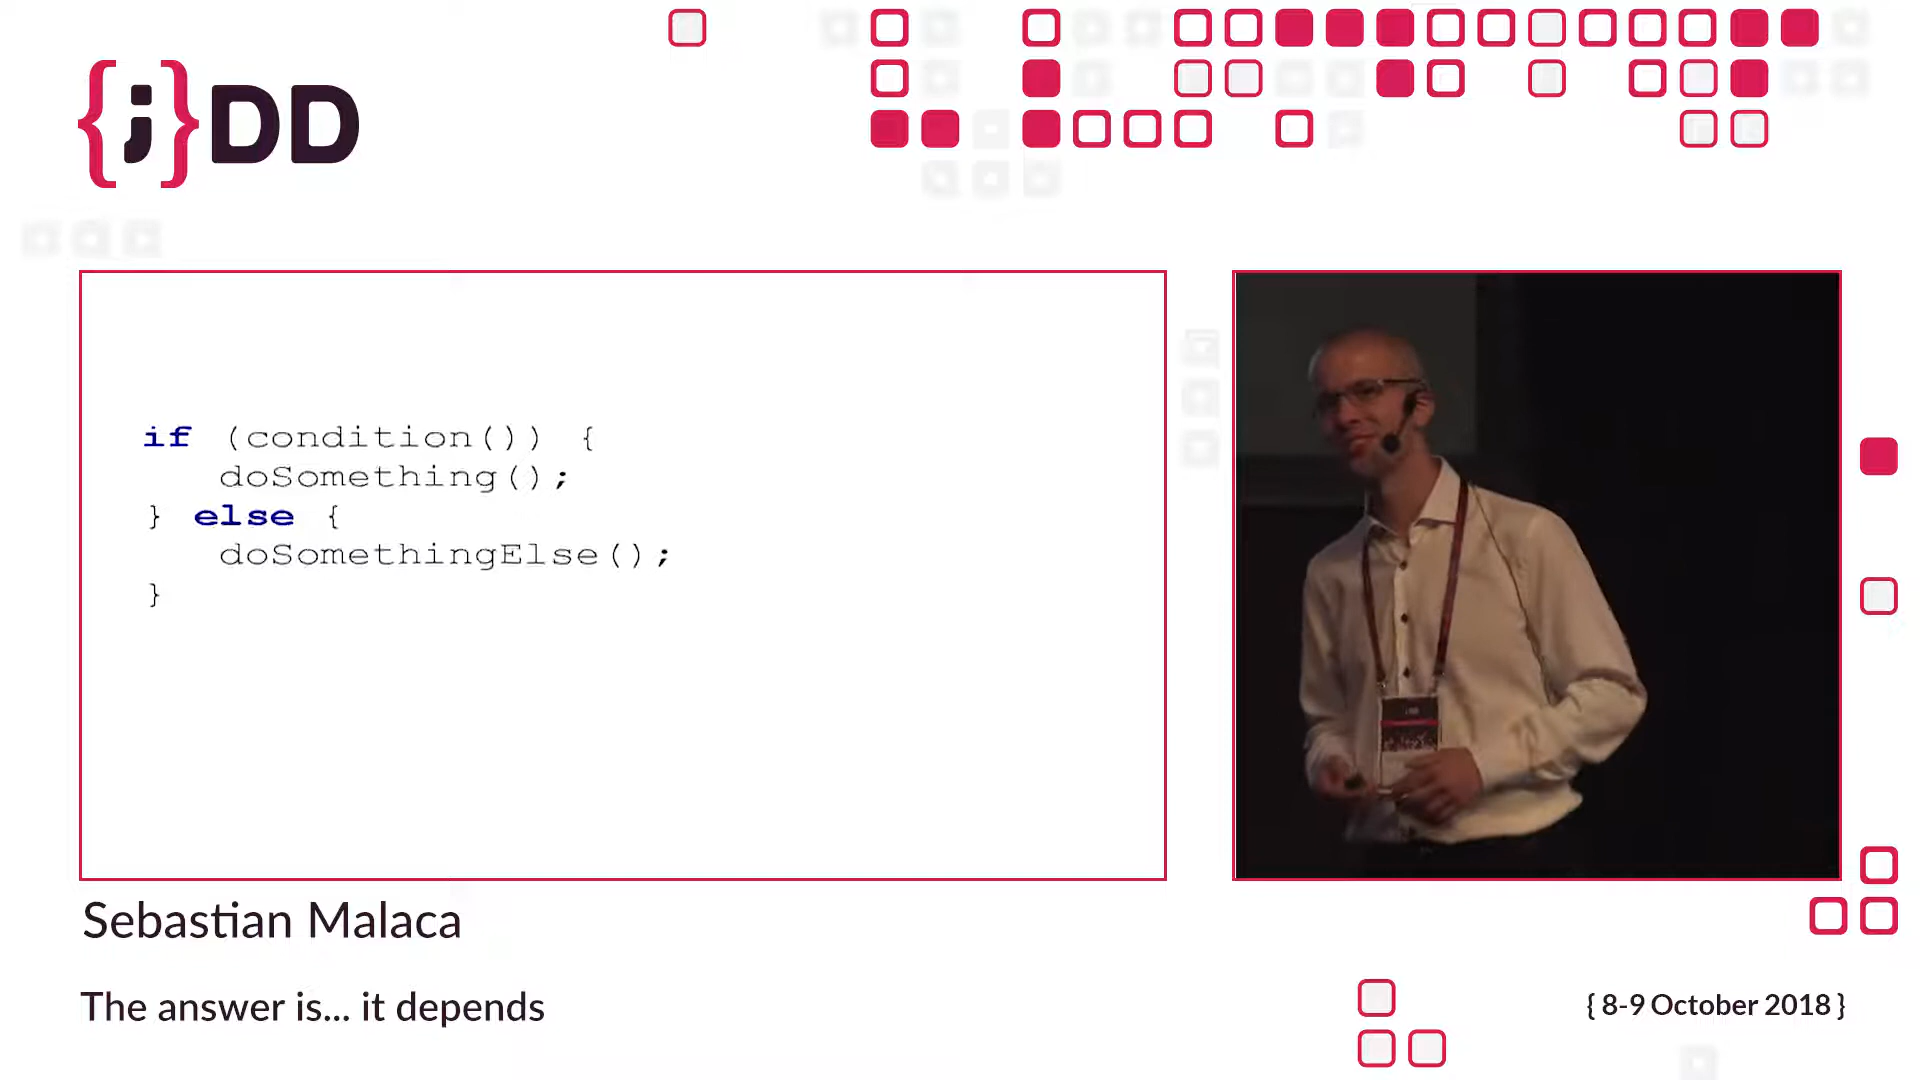 {;}DD
if (condition()) {
    doSomething();
} else {
    doSomethingElse();
}
Sebastian Malaca
The answer is... it depends
{ 8-9 October 2018 }